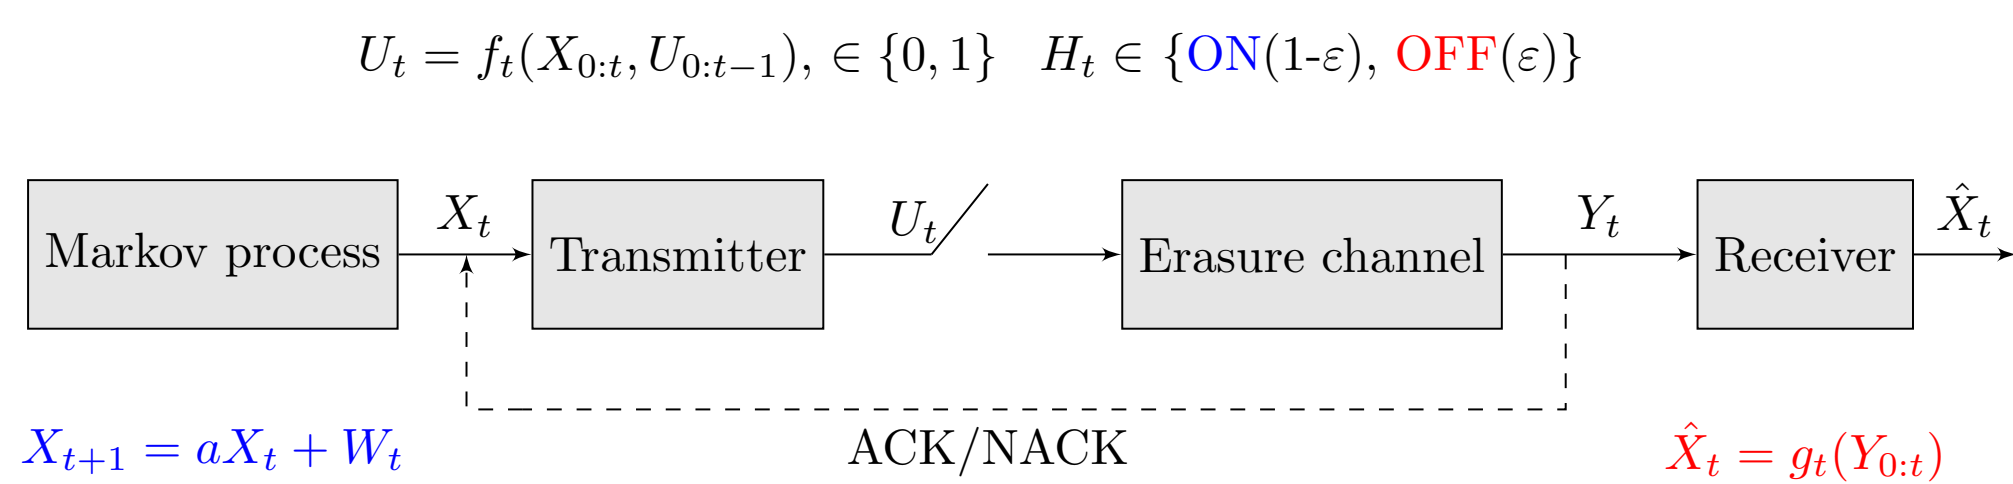 U_t = f_t(X_{0:t}, U_{0:t−1}), ∈ {0, 1} H_t ∈ {ON(1-ε), OFF(ε)}
Markov process
X_t
Transmitter
U_t
Erasure channel
Y_t
Receiver
X̂_t
X_{t+1} = aX_t + W_t
ACK/NACK
X̂_t = g_t(Y_{0:t})